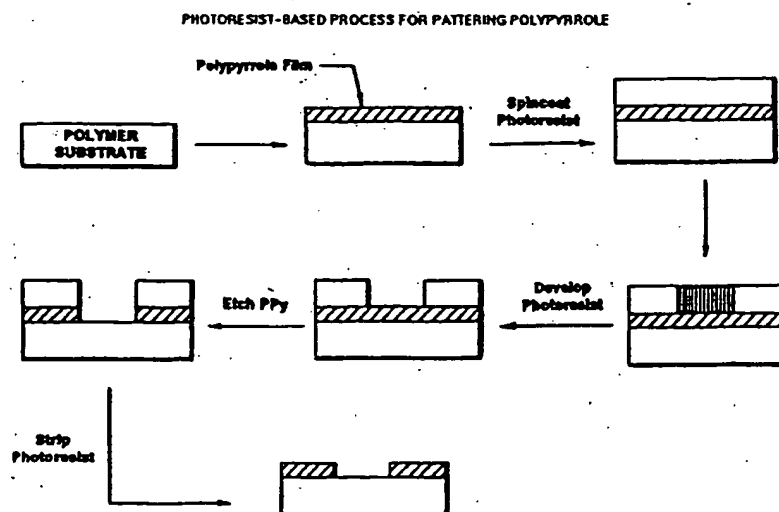 PHOTORESIST-BASED PROCESS FOR PATTERING POLYPYRROLE
Polypyrrole Film
POLYMER
SUBSTRATE
Spincoat
Photoresist
Etch PPy
Develop
Photoresist
Strip
Photoresist